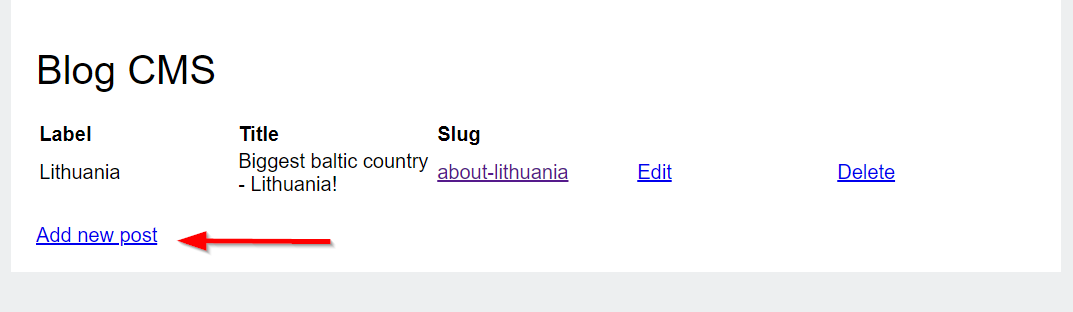 Blog CMS
Label Title Slug
Lithuania Biggest baltic country about-lithuania Edit Delete
- Lithuania!
Add new post